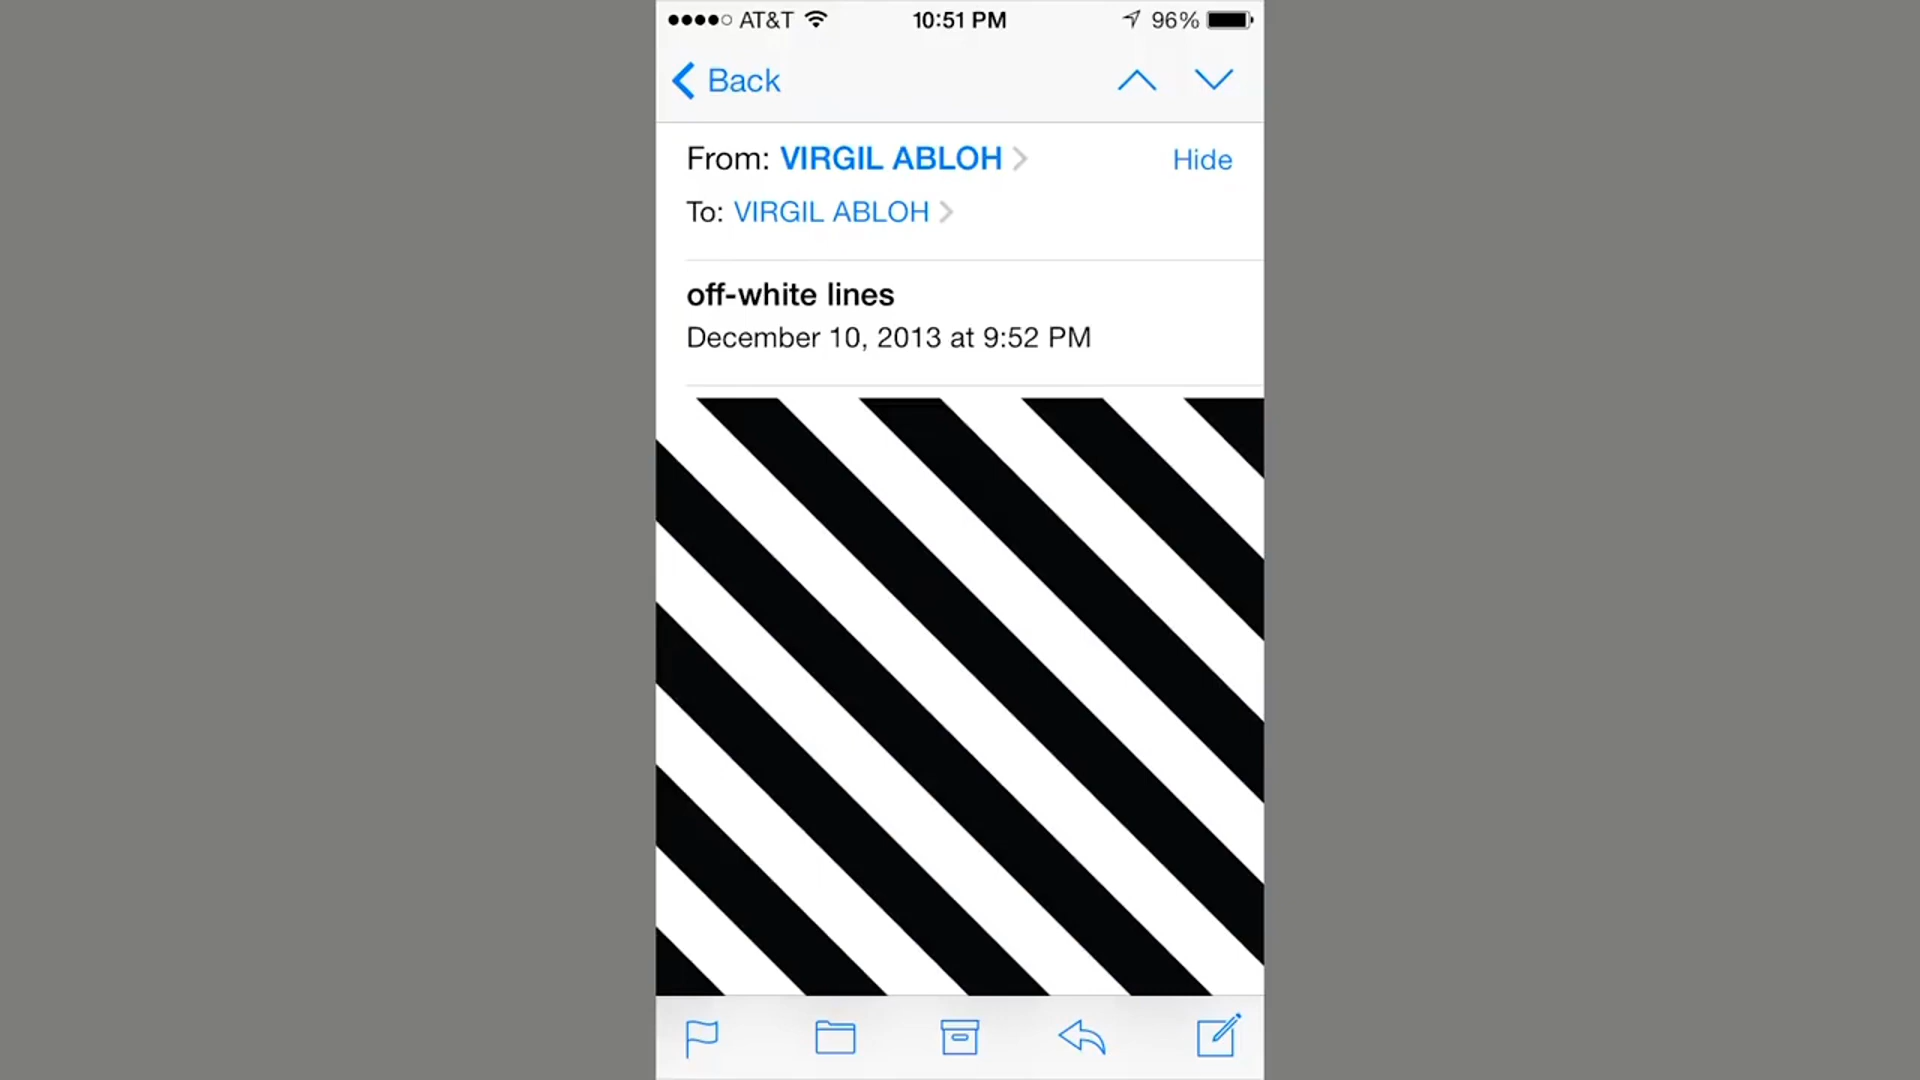 AT&T 10:51 PM 96%
Back
From: VIRGIL ABLOH Hide
To: VIRGIL ABLOH
off-white lines
December 10, 2013 at 9:52 PM